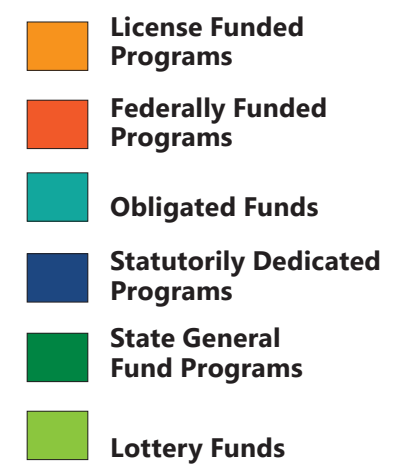 License Funded
Programs
Federally Funded
Programs
Obligated Funds
Statutorily Dedicated
Programs
State General
Fund Programs
Lottery Funds